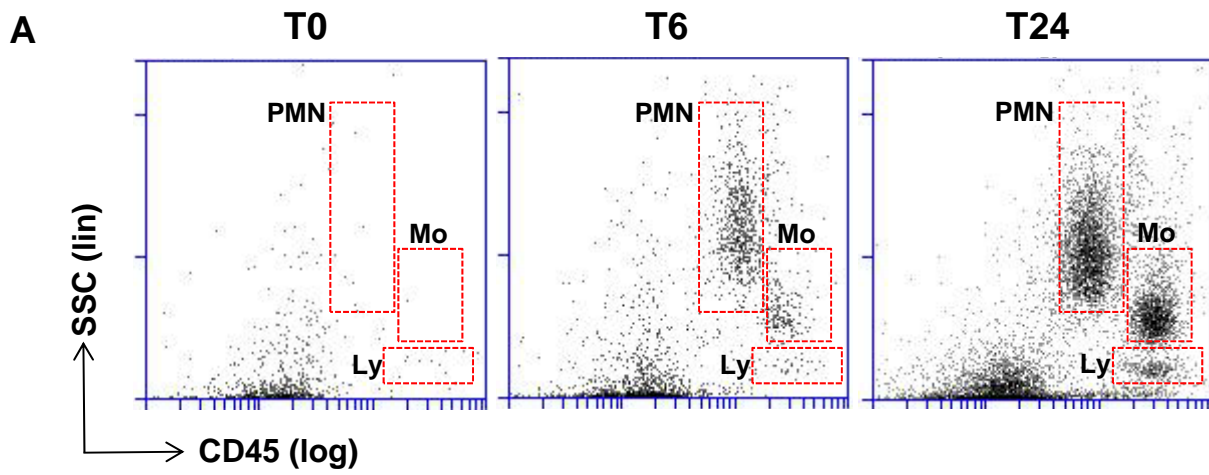 A
T0
T6
T24
PMN
Mo
Ly
PMN
Mo
Ly
PMN
Mo
Ly
SSC (lin)
CD45 (log)